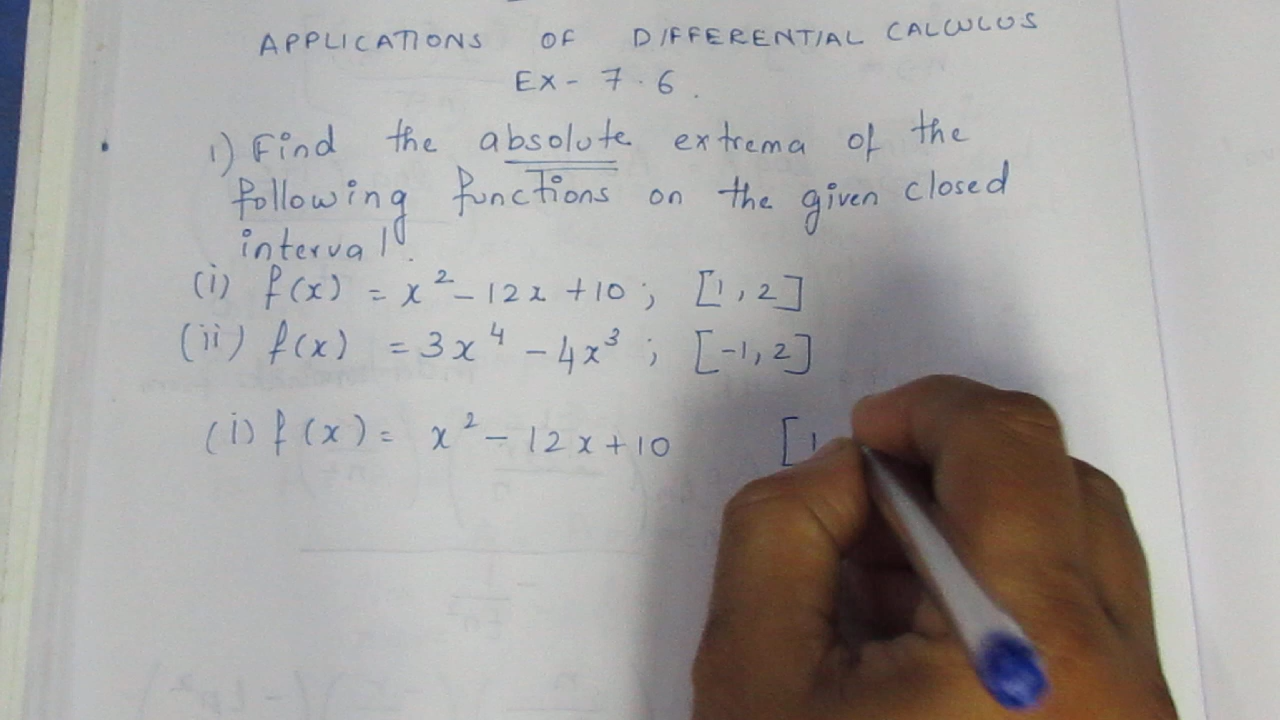 APPLICATIONS OF DIFFERENTIAL CALCULUS
EX - 7.6.
1) Find the absolute extrema of the
following functions on the given closed
interval.
(i) f(x) = x² - 12x + 10 ; [1, 2]
(ii) f(x) = 3x⁴ - 4x³ ; [-1, 2]
(i) f(x) = x² - 12x + 10 [1